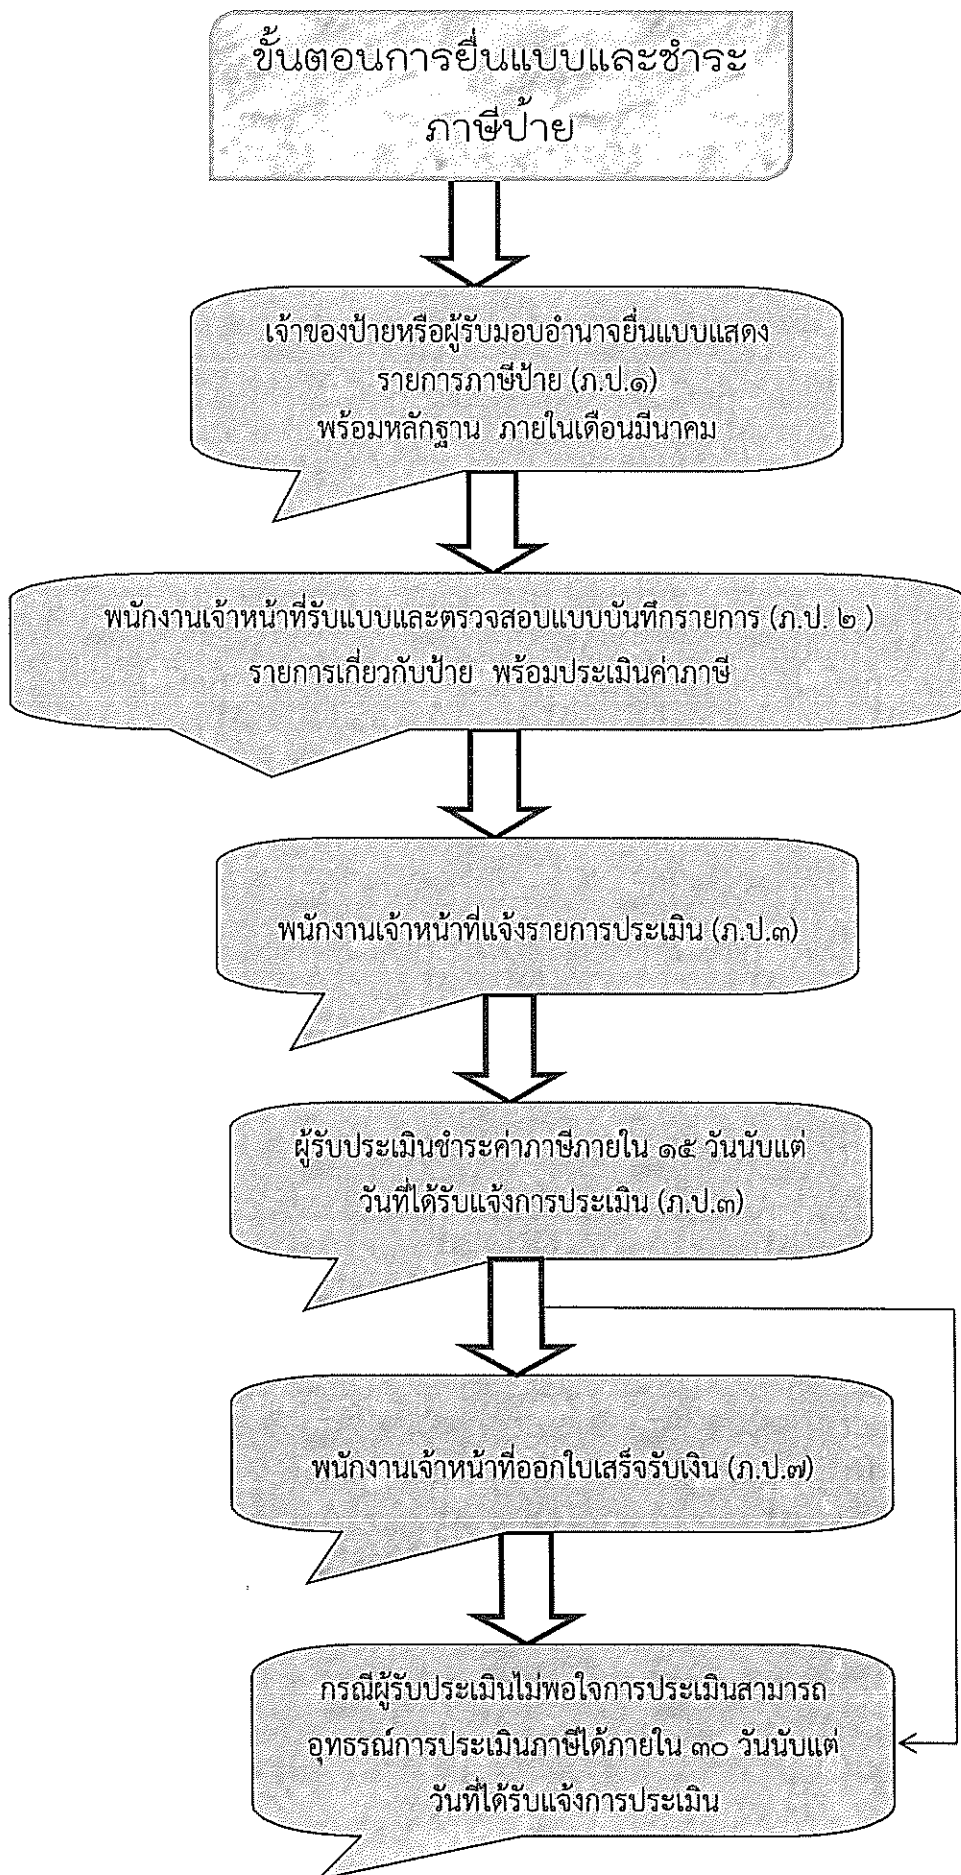 ขั้นตอนการยื่นแบบและชำระ
ภาษีป้าย
เจ้าของป้ายหรือผู้รับมอบอำนาจยื่นแบบแสดง
รายการภาษีป้าย (ภ.ป.๑)
พร้อมหลักฐาน ภายในเดือนมีนาคม
พนักงานเจ้าหน้าที่รับแบบและตรวจสอบแบบบันทึกรายการ (ภ.ป. ๒ )
รายการเกี่ยวกับป้าย พร้อมประเมินค่าภาษี
พนักงานเจ้าหน้าที่แจ้งรายการประเมิน (ภ.ป.๓)
ผู้รับประเมินชำระค่าภาษีภายใน ๑๕ วันนับแต่
วันที่ได้รับแจ้งการประเมิน (ภ.ป.๓)
พนักงานเจ้าหน้าที่ออกใบเสร็จรับเงิน (ภ.ป.๗)
กรณีผู้รับประเมินไม่พอใจการประเมินสามารถ
อุทธรณ์การประเมินภาษีได้ภายใน ๓๐ วันนับแต่
วันที่ได้รับแจ้งการประเมิน